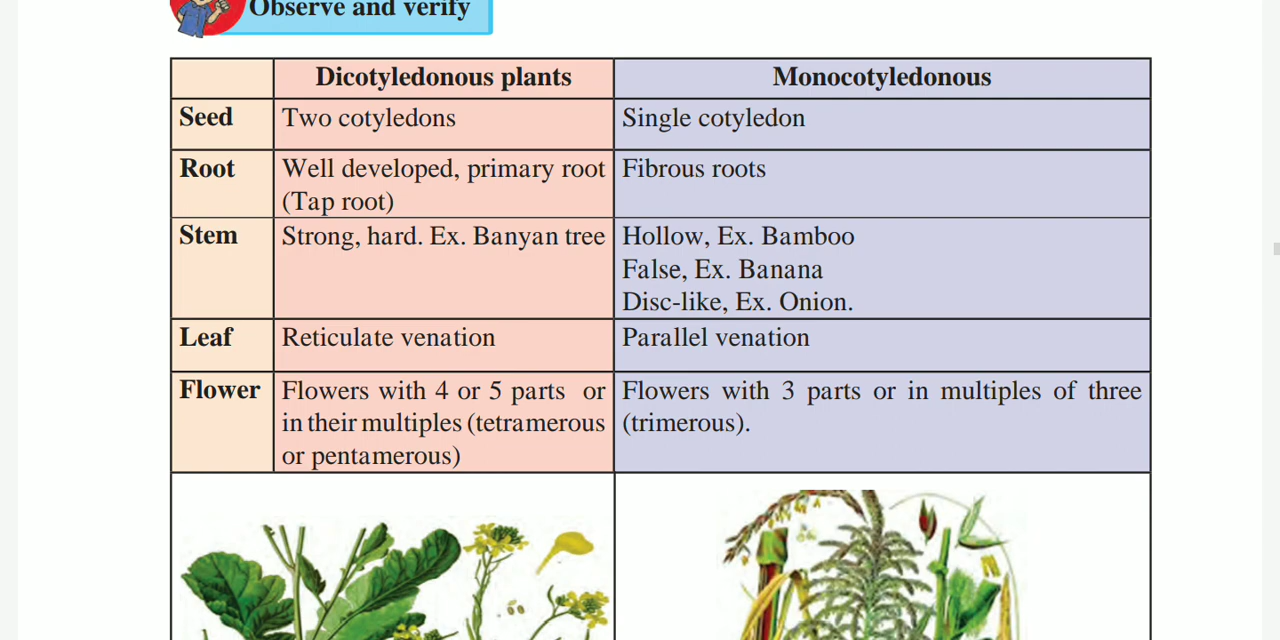 Observe and verify
Dicotyledonous plants
Monocotyledonous
Seed
Two cotyledons
Single cotyledon
Root
Well developed, primary root
(Tap root)
Fibrous roots
Stem
Strong, hard. Ex. Banyan tree
Hollow, Ex. Bamboo
False, Ex. Banana
Disc-like, Ex. Onion.
Leaf
Reticulate venation
Parallel venation
Flower
Flowers with 4 or 5 parts or
in their multiples (tetramerous
or pentamerous)
Flowers with 3 parts or in multiples of three
(trimerous).